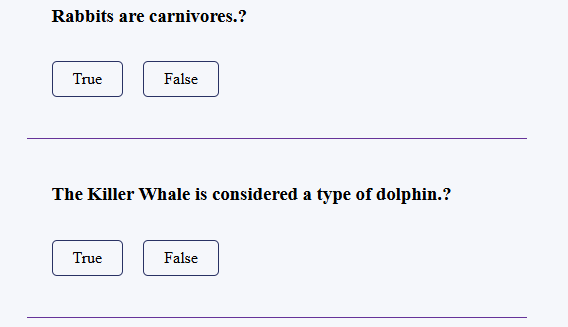 Rabbits are carnivores.?
True False
The Killer Whale is considered a type of dolphin.?
True False